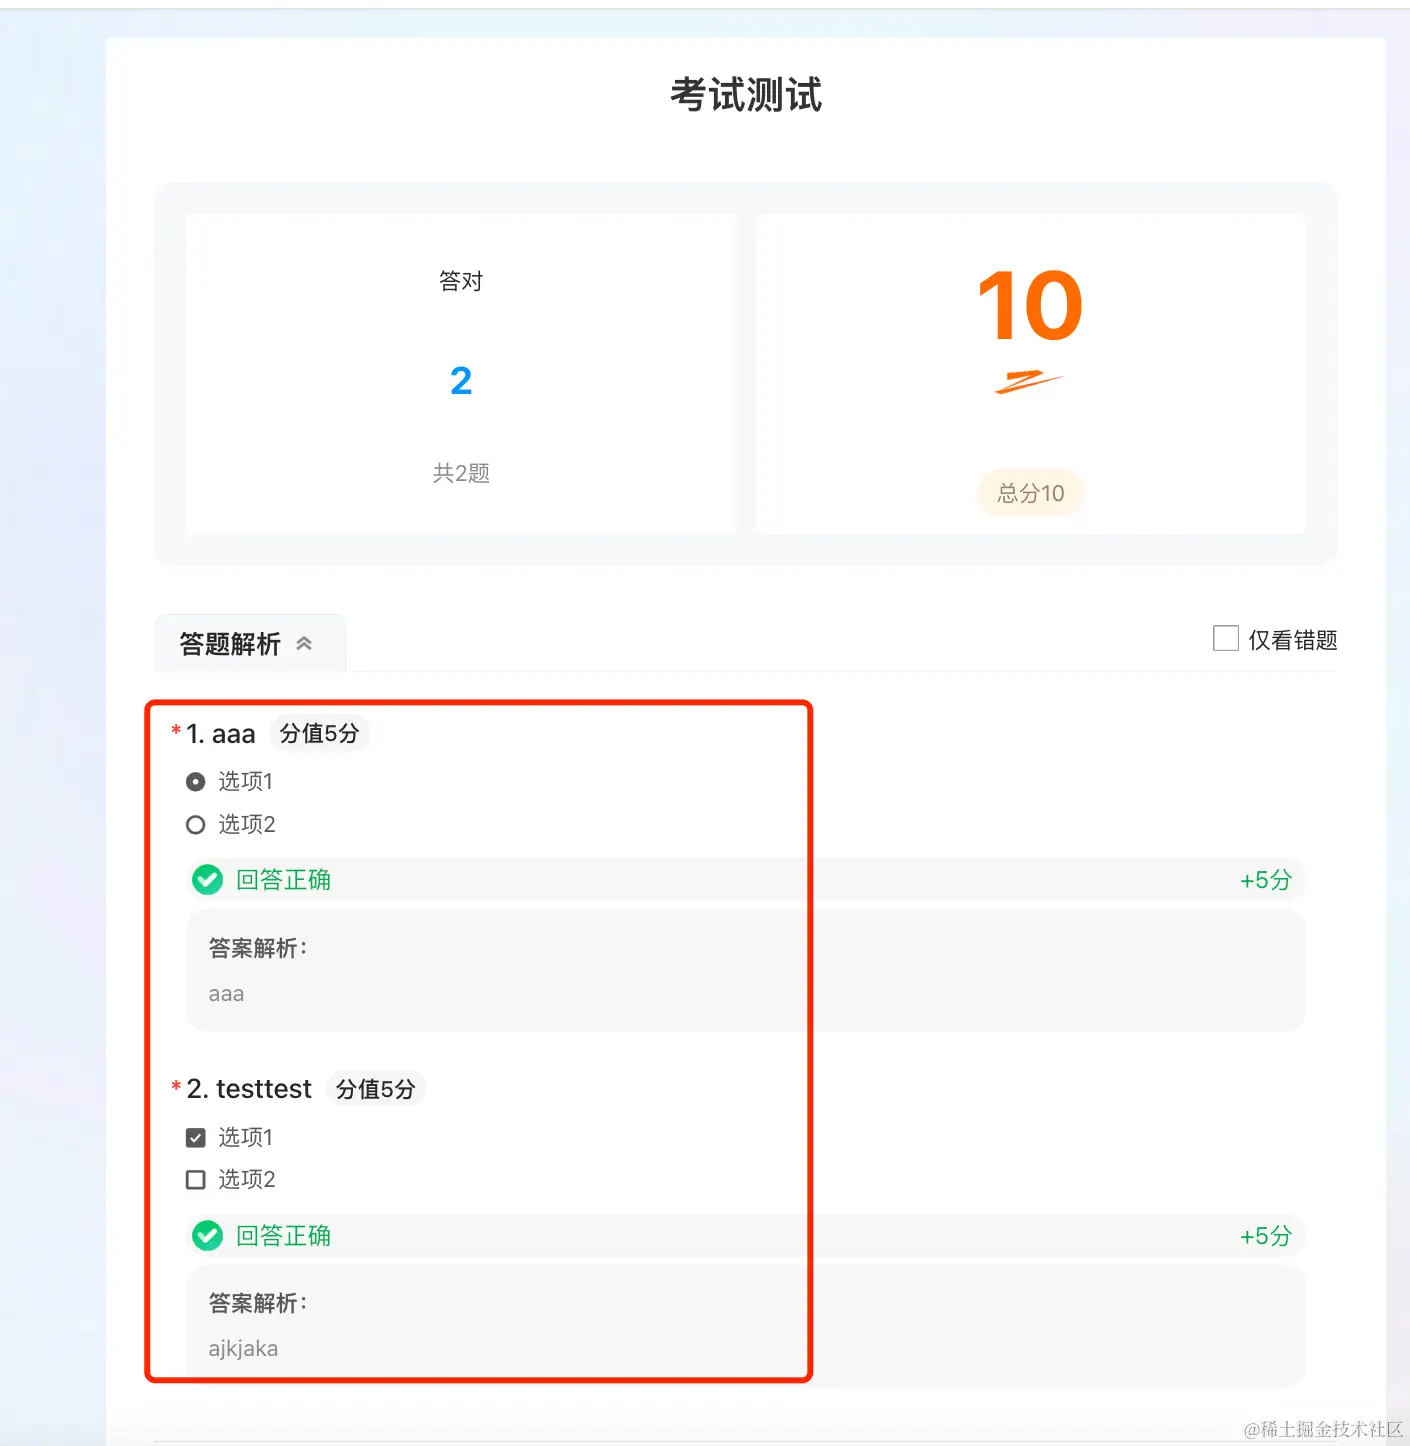 考试测试
答对
2
共2题
10
总分10
答题解析
仅看错题
*1. aaa 分值5分
选项1
选项2
回答正确 +5分
答案解析：
aaa
*2. testtest 分值5分
选项1
选项2
回答正确 +5分
答案解析：
ajkjaka
@稀土掘金技术社区